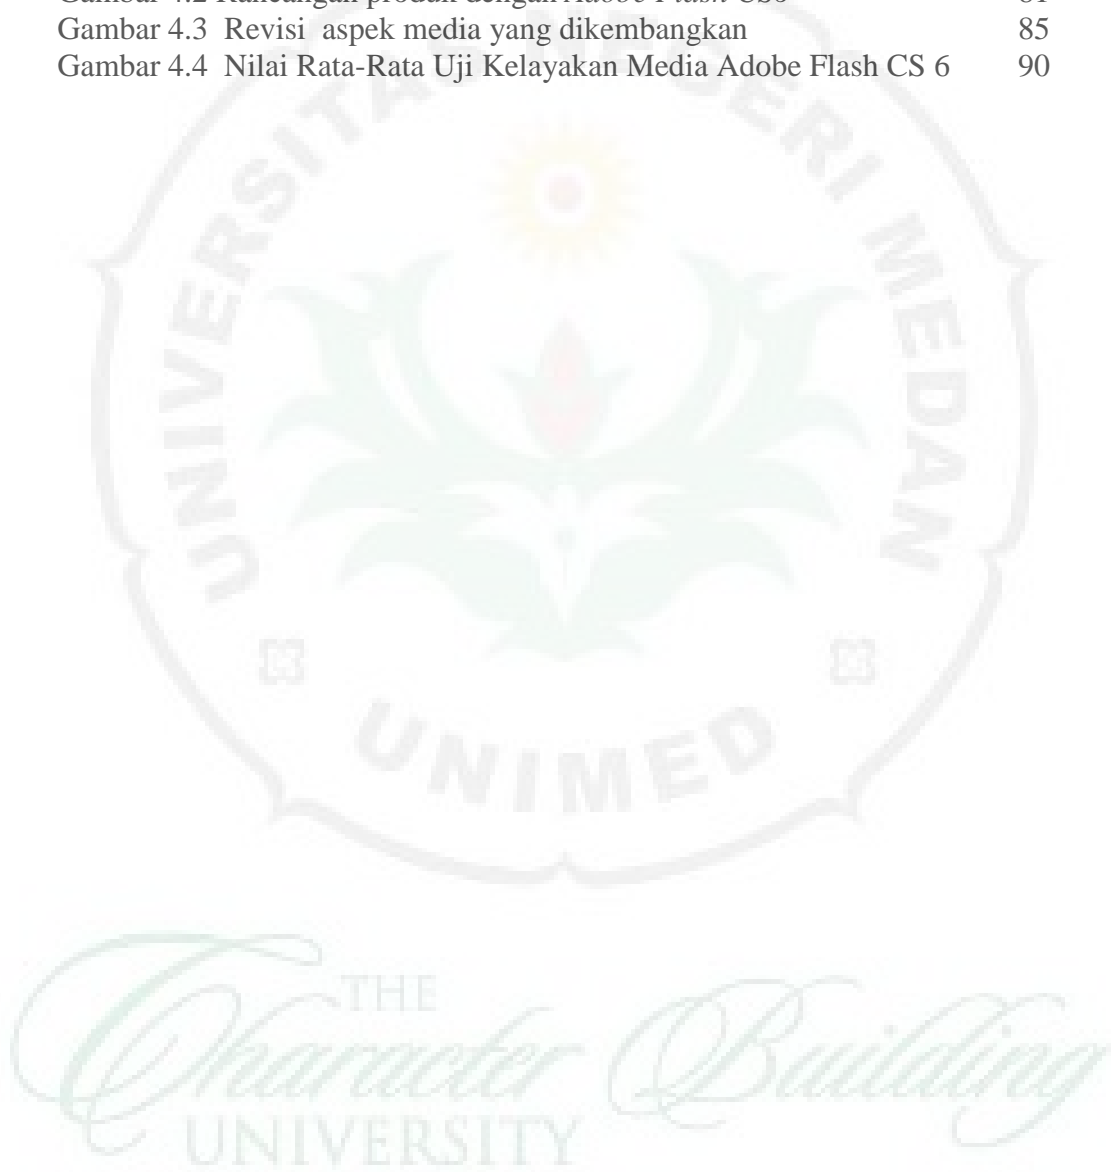 Gambar 4.2 Rancangan produk dengan Adobe Flash CS6 81
Gambar 4.3 Revisi aspek media yang dikembangkan 85
Gambar 4.4 Nilai Rata-Rata Uji Kelayakan Media Adobe Flash CS 6 90
UNIVERSITAS NEGERI MEDAN
UNIMED
THE
Character Building
UNIVERSITY